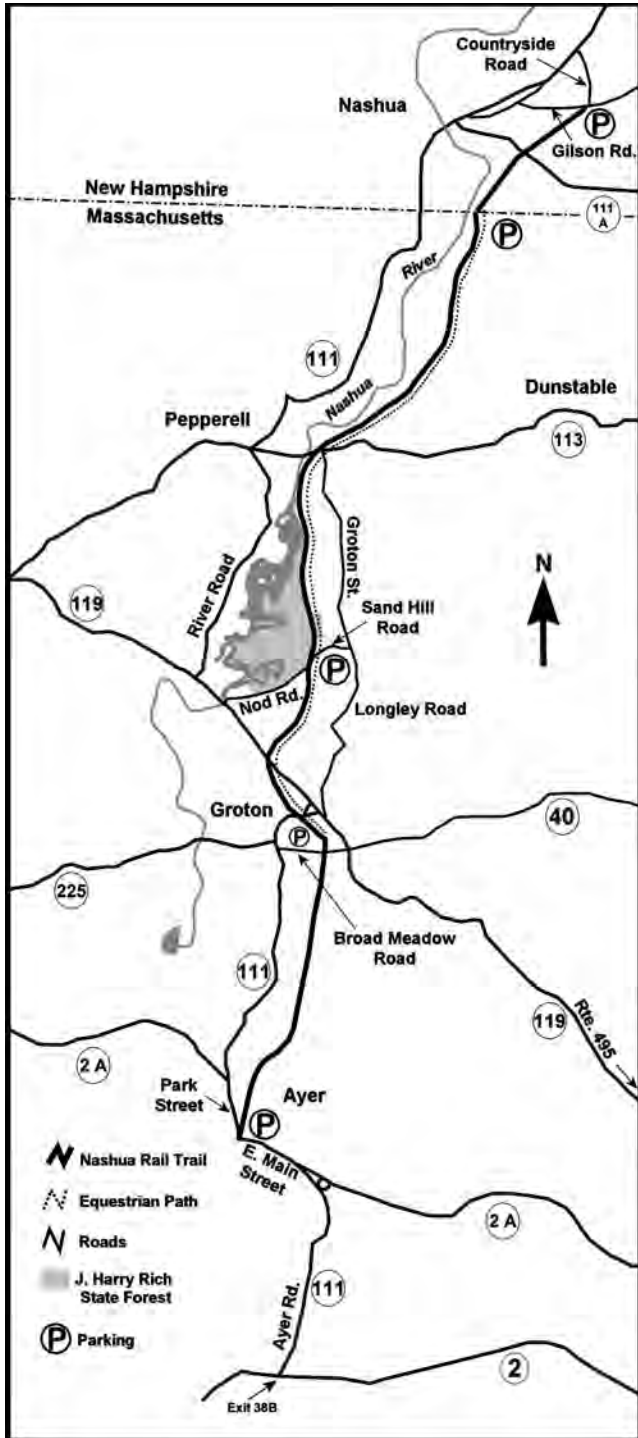 Countryside
Road
Nashua
P
Gilson Rd.
New Hampshire
Massachusetts
111
A
P
River
111
Nashua
Dunstable
Pepperell
113
River Road
Groton St.
N
119
Sand Hill
Road
P
Nod Rd.
Longley Road
Groton
40
P
225
Broad Meadow
Road
111
119
Rte. 495
2 A
Park
Street
Ayer
P
E. Main
Street
Nashua Rail Trail
Equestrian Path
2 A
Roads
J. Harry Rich
State Forest
111
Ayer Rd.
P Parking
2
Exit 38B